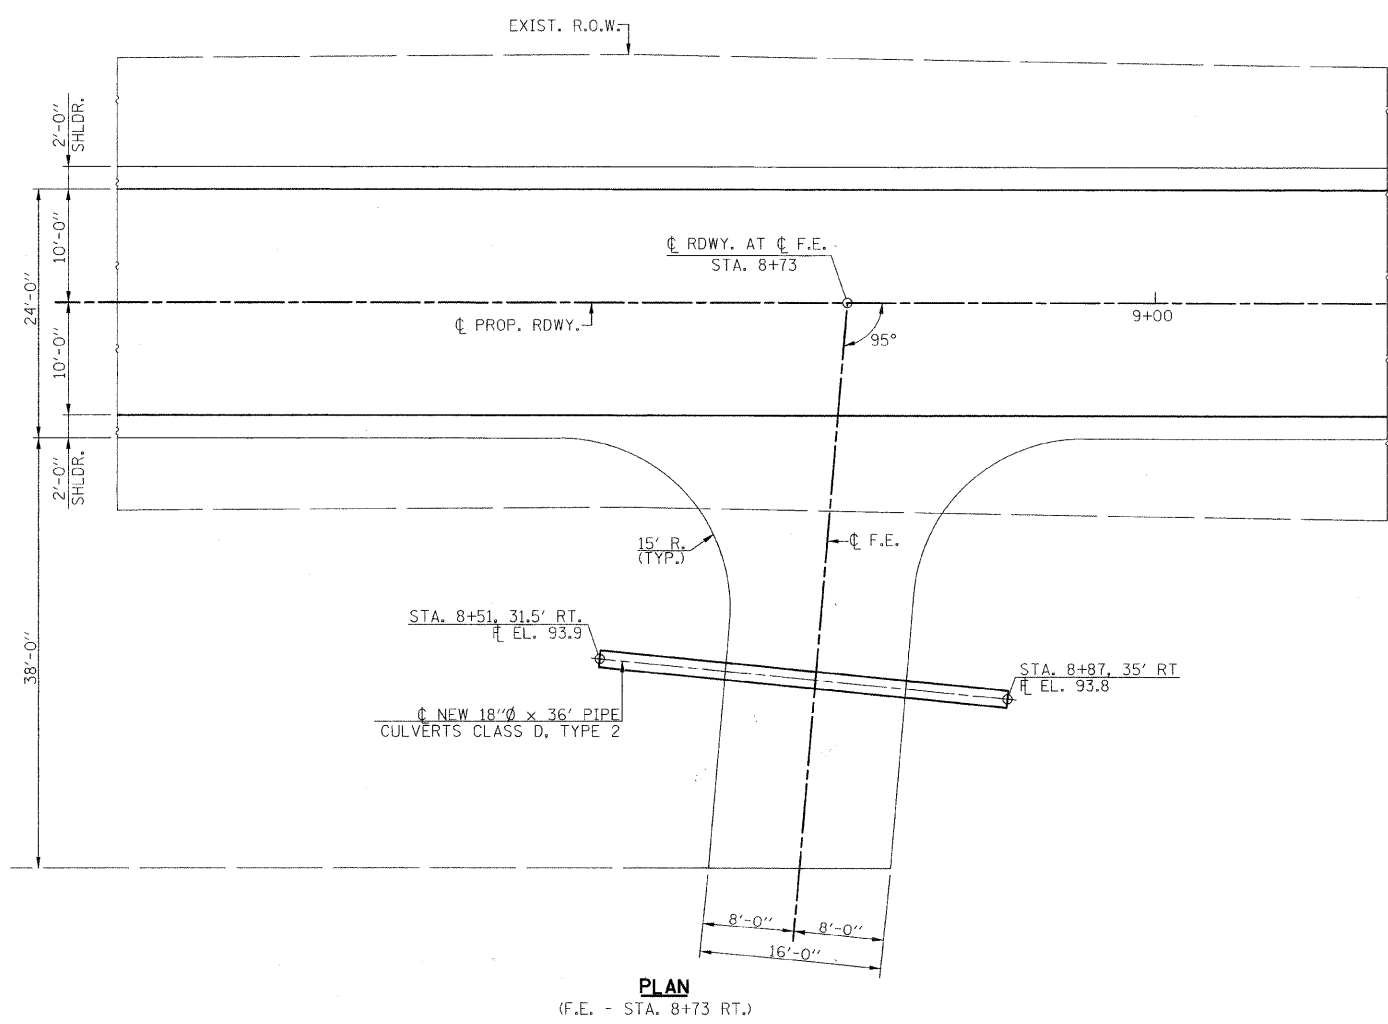 EXIST. R.O.W.
2'-0"
SHLDR.
10'-0"
24'-0"
10'-0"
2'-0"
SHLDR.
38'-0"
℄ RDWY. AT ℄ F.E.
STA. 8+73
℄ PROP. RDWY.
9+00
95°
15' R.
(TYP.)
℄ F.E.
STA. 8+51, 31.5' RT.
FL EL. 93.9
STA. 8+87, 35' RT
FL EL. 93.8
℄ NEW 18"Ø x 36' PIPE
CULVERTS CLASS D, TYPE 2
8'-0"
8'-0"
16'-0"
PLAN
(F.E. - STA. 8+73 RT.)